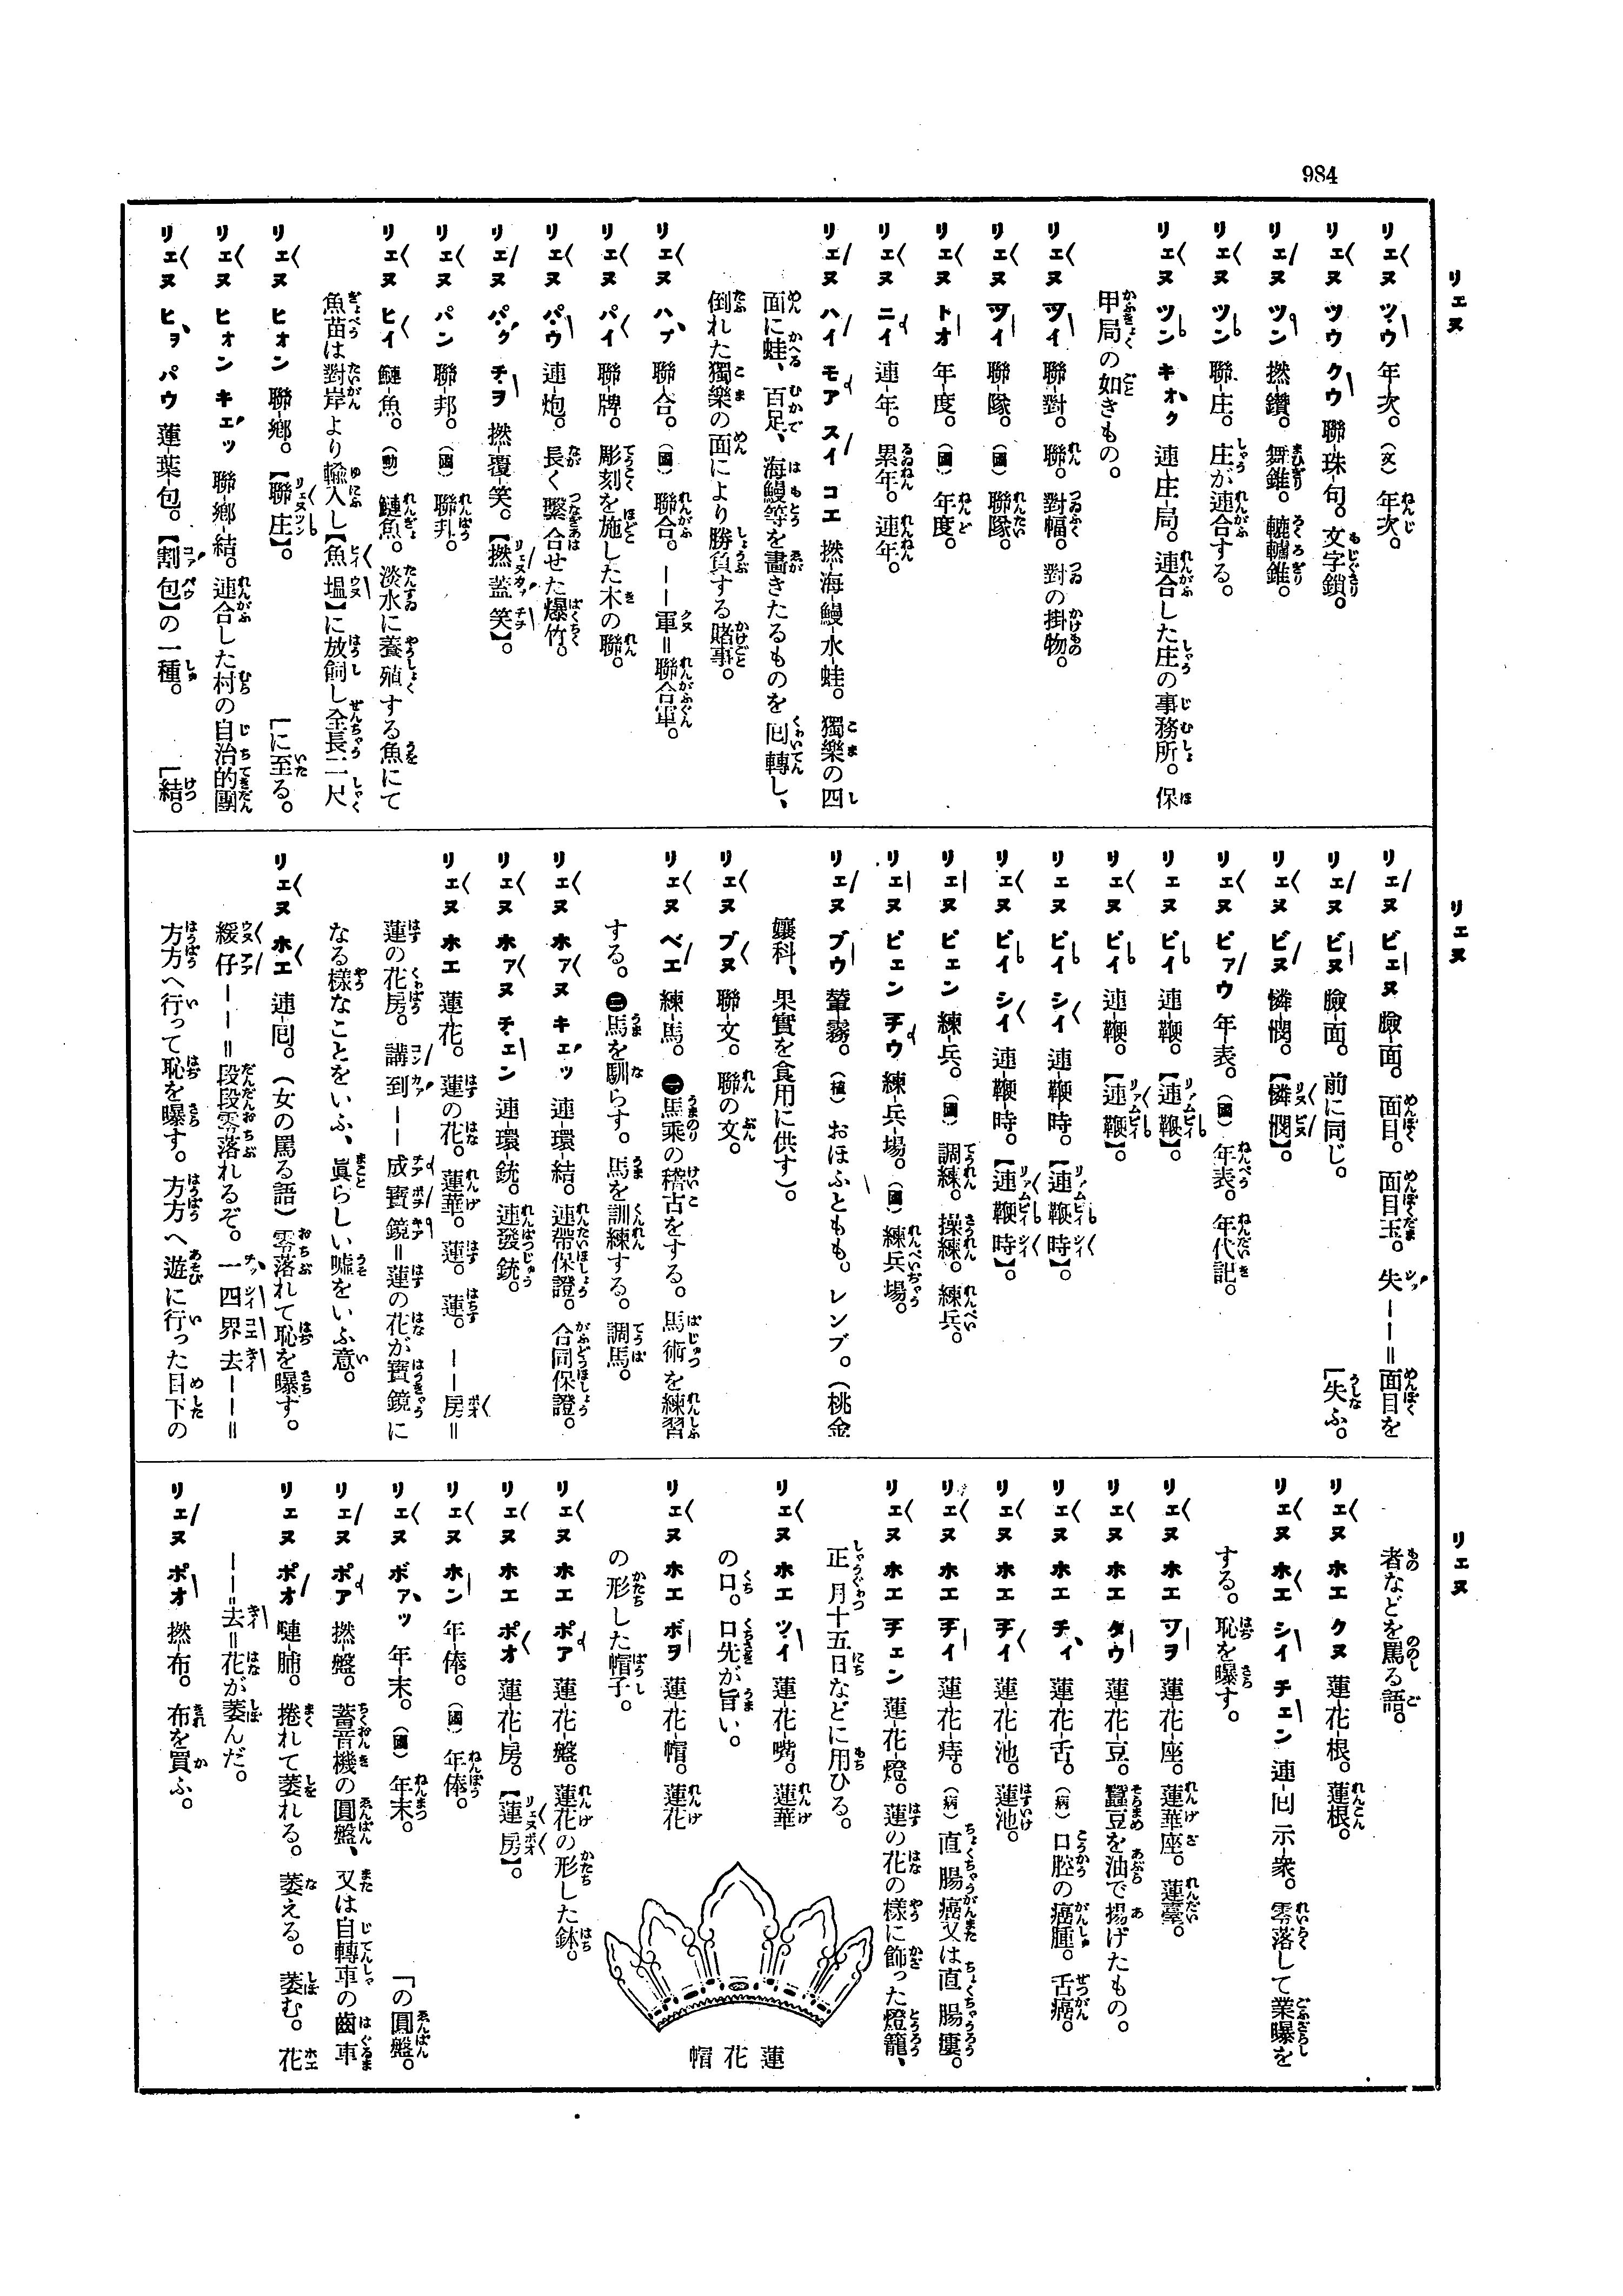 984
リエヌ
リエヌ
リエヌ
リエヌ ツウ 年次。(文) 年次。
リエヌ ツウ クウ 聯-珠-句。文字鎖。
リエヌ ツン 撚-鑽。舞錐。轆轤錐。
リエヌ ツン 聯-庄。庄が連合する。
リエヌ ツン キオク 連-庄-局。連合した庄の事務所。保
甲局の如きもの。
リエヌ ツイ 聯-對。聯。對幅。對の掛物。
リエヌ ツイ 聯-隊。(國) 聯隊。
リエヌ トオ 年-度。(國) 年度。
リエヌ ニイ 連-年。累年。連年。
リエヌ ハイ モア スイ コエ 撚-海-鰻-水-蛙。獨樂の四
面に蛙、百足、海鰻等を畫きたるものを囘轉し、
倒れた獨樂の面により勝負する賭事。
リエヌ ハプ 聯-合。(國) 聯合。――軍=聯合軍。
リエヌ パイ 聯-牌。彫刻を施した木の聯。
リエヌ パウ 連-炮。長く繫合せた爆竹。
リエヌ パク チヲ 撚-覆-笑。【撚蓋笑】。
リエヌ パン 聯-邦。(國) 聯邦。
リエヌ ヒイ 鰱-魚。(動) 鰱魚。淡水に養殖する魚にて
魚苗は對岸より輸入し【魚塭】に放飼し全長二尺
リエヌ ヒオン 聯-鄉。【聯庄】。 「に至る。
リエヌ ヒオン キエッ 聯-鄉-結。連合した村の自治的團
リエヌ ヒヲ パウ 蓮-葉-包。【割包】の一種。 「結。
リエヌ ビエヌ 臉-面。面目。面目玉。失――=面目を
リエヌ ビヌ 臉-面。前に同じ。 「失ふ。
リエヌ ビヌ 憐-憫。【憐憫】。
リエヌ ピアウ 年-表。(國) 年表。年代記。
リエヌ ピイ 連-鞭。【連鞭】。
リエヌ ピイ 連-鞭。【連鞭】。
リエヌ ピイ シイ 連-鞭-時。【連鞭時】。
リエヌ ピイ シイ 連-鞭-時。【連鞭時】。
リエヌ ピエン 練-兵。(國) 調練。操練。練兵。
リエヌ ピエン チウ 練-兵-場。(國) 練兵場。
リエヌ ブウ 輦-霧。(植) おほふともも。レンブ。(桃金
孃科、果實を食用に供す)。
リエヌ ブヌ 聯-文。聯の文。
リエヌ ベエ 練-馬。㊀馬乘の稽古をする。馬術を練習
する。㊁馬を馴らす。馬を訓練する。調馬。
リエヌ ホアヌ キエッ 連-環-結。連帶保證。合同保證。
リエヌ ホアヌ チエン 連-環-銃。連發銃。
リエヌ ホエ 蓮-花。蓮の花。蓮華。蓮。蓮。――房=
蓮の花房。講到――成寶鏡=蓮の花が寶鏡に
なる樣なことをいふ、眞らしい噓をいふ意。
リエヌ ホエ 連-囘。(女の罵る語) 零落れて恥を曝す。
緩仔――=段段零落れるぞ。一四界去――=
方方へ行って恥を曝す。方方へ遊に行った目下の
者などを罵る語。
リエヌ ホエ クヌ 蓮-花-根。蓮根。
リエヌ ホエ シイ チエン 連-囘-示-衆。零落して業曝を
する。恥を曝す。
リエヌ ホエ ツヲ 蓮-花-座。蓮華座。蓮臺。
リエヌ ホエ タウ 蓮-花-豆。蠶豆を油で揚げたもの。
リエヌ ホエ チイ 蓮-花-舌。(病) 口腔の癌腫。舌癌。
リエヌ ホエ チイ 蓮-花-池。蓮池。
リエヌ ホエ チイ 蓮-花-痔。(病) 直腸癌又は直腸瘻。
リエヌ ホエ チエン 蓮-花-燈。蓮の花の樣に飾った燈籠、
正月十五日などに用ひる。
リエヌ ホエ ツイ 蓮-花-嘴。蓮華
の口。口先が旨い。
リエヌ ホエ ボヲ 蓮-花-帽。蓮花
の形した帽子。
蓮花帽
リエヌ ホエ ポア 蓮-花-盤。蓮花の形した鉢。
リエヌ ホエ ポオ 蓮-花-房。【蓮房】。
リエヌ ホン 年-俸。(國) 年俸。
リエヌ ボアッ 年-末。(國) 年末。 「の圓盤。
リエヌ ポア 撚-盤。蓄音機の圓盤、又は自轉車の齒車
リエヌ ポオ 嗹-脯。捲れて萎れる。萎える。萎む。花
――去=花が萎んだ。
リエヌ ポオ 撚-布。布を買ふ。